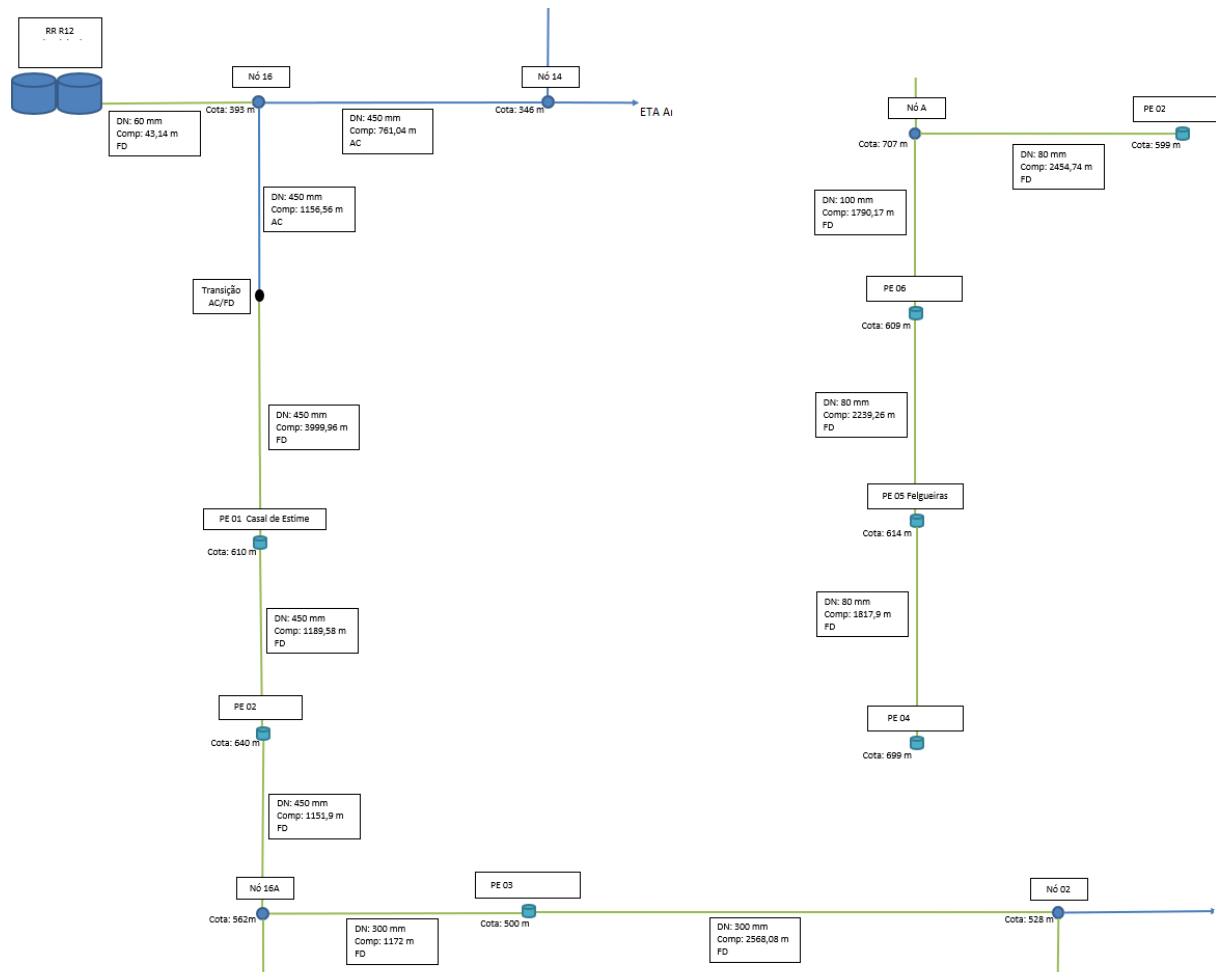 RR R12
Nó 16
Cota: 393 m
DN: 60 mm
Comp: 43,14 m
FD
DN: 450 mm
Comp: 761,04 m
AC
Nó 14
Cota: 346 m
DN: 450 mm
Comp: 1156,56 m
AC
Transição
AC/FD
DN: 450 mm
Comp: 3999,96 m
FD
PE 01 Casal de Estime
Cota: 610 m
DN: 450 mm
Comp: 1189,58 m
FD
PE 02
Cota: 640 m
DN: 450 mm
Comp: 1151,9 m
FD
Nó 16A
Cota: 562m
DN: 300 mm
Comp: 1172 m
FD
PE 03
Cota: 500 m
DN: 300 mm
Comp: 2568,08 m
FD
Nó 02
Cota: 528 m
ETA
Nó A
Cota: 707 m
DN: 80 mm
Comp: 2454,74 m
FD
PE 02
Cota: 599 m
DN: 100 mm
Comp: 1790,17 m
FD
PE 06
Cota: 609 m
DN: 80 mm
Comp: 2239,26 m
FD
PE 05 Felgueiras
Cota: 614 m
DN: 80 mm
Comp: 1817,9 m
FD
PE 04
Cota: 699 m